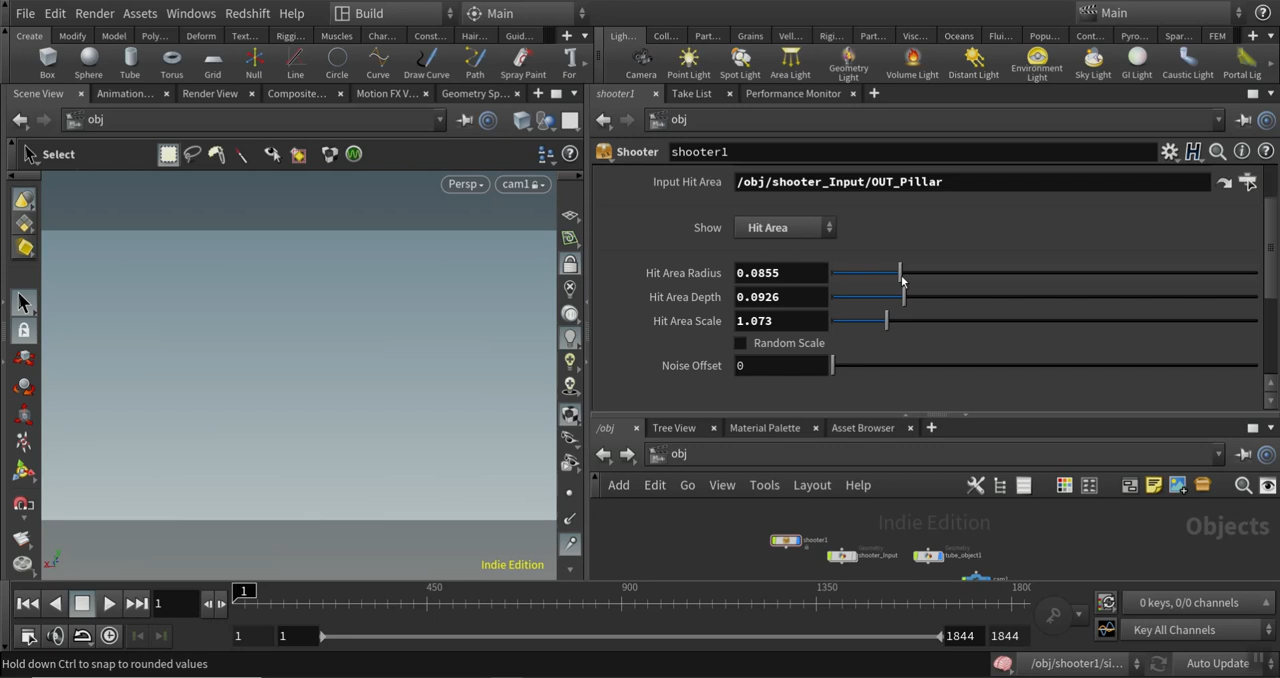 File Edit Render Assets Windows Redshift Help Build Main Main
Create Modify Model Poly... Deform Text... Riggi... Muscles Char... Const... Hair... Guid...
Ligh... Coll... Part... Grains Vell... Rigi... Part... Visc... Oceans Flui... Popu... Cont... Pyro... Spar... FEM
Box Sphere Tube Torus Grid Null Line Circle Curve Draw Curve Path Spray Paint For
Camera Point Light Spot Light Area Light Geometry Light Volume Light Distant Light Environment Light Sky Light GI Light Caustic Light Portal Lig
Scene View Animation... Render View Composite... Motion FX V... Geometry Sp...
shooter1 Take List Performance Monitor
obj
obj
Select
Shooter shooter1
Persp cam1
Input Hit Area /obj/shooter_Input/OUT_Pillar
Show Hit Area
Hit Area Radius 0.0855
Hit Area Depth 0.0926
Hit Area Scale 1.073
Random Scale
Noise Offset 0
/obj Tree View Material Palette Asset Browser
obj
Add Edit Go View Tools Layout Help
Indie Edition
Objects
shooter1
Geometry
shooter_Input
Geometry
tube_object1
cam1
Indie Edition
1 450 900 1350 1800
1
0 keys, 0/0 channels
1 1 1844 1844
Key All Channels
Hold down Ctrl to snap to rounded values
/obj/shooter1/si... Auto Update